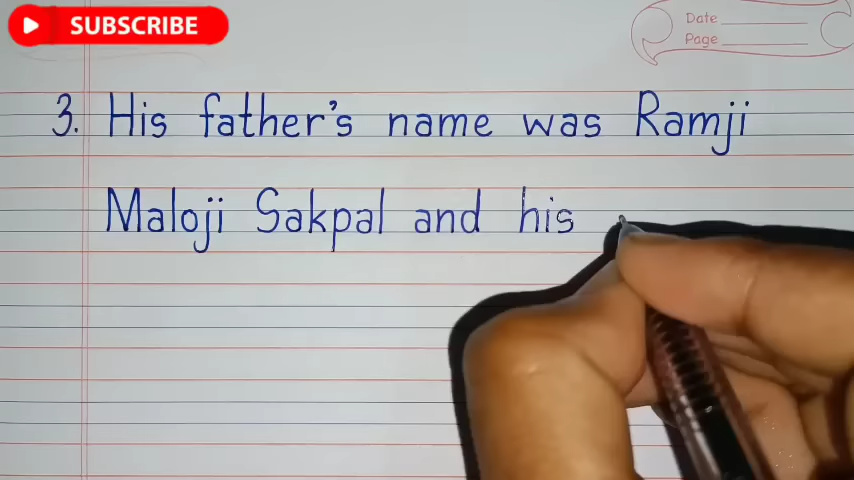 SUBSCRIBE
Date
Page
3. His father's name was Ramji
Maloji Sakpal and his